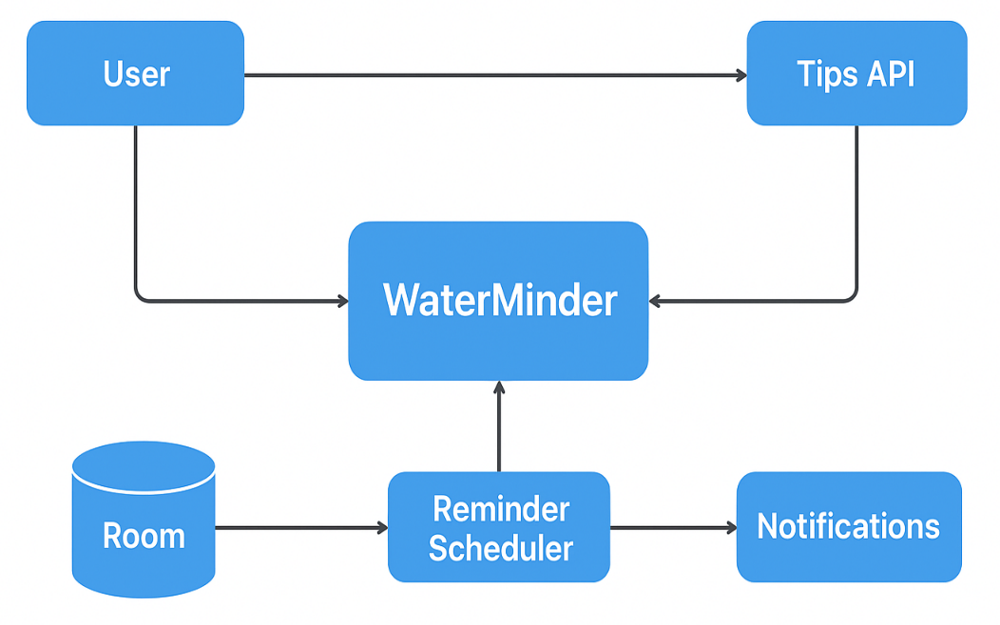 User
Tips API
WaterMinder
Room
Reminder
Scheduler
Notifications